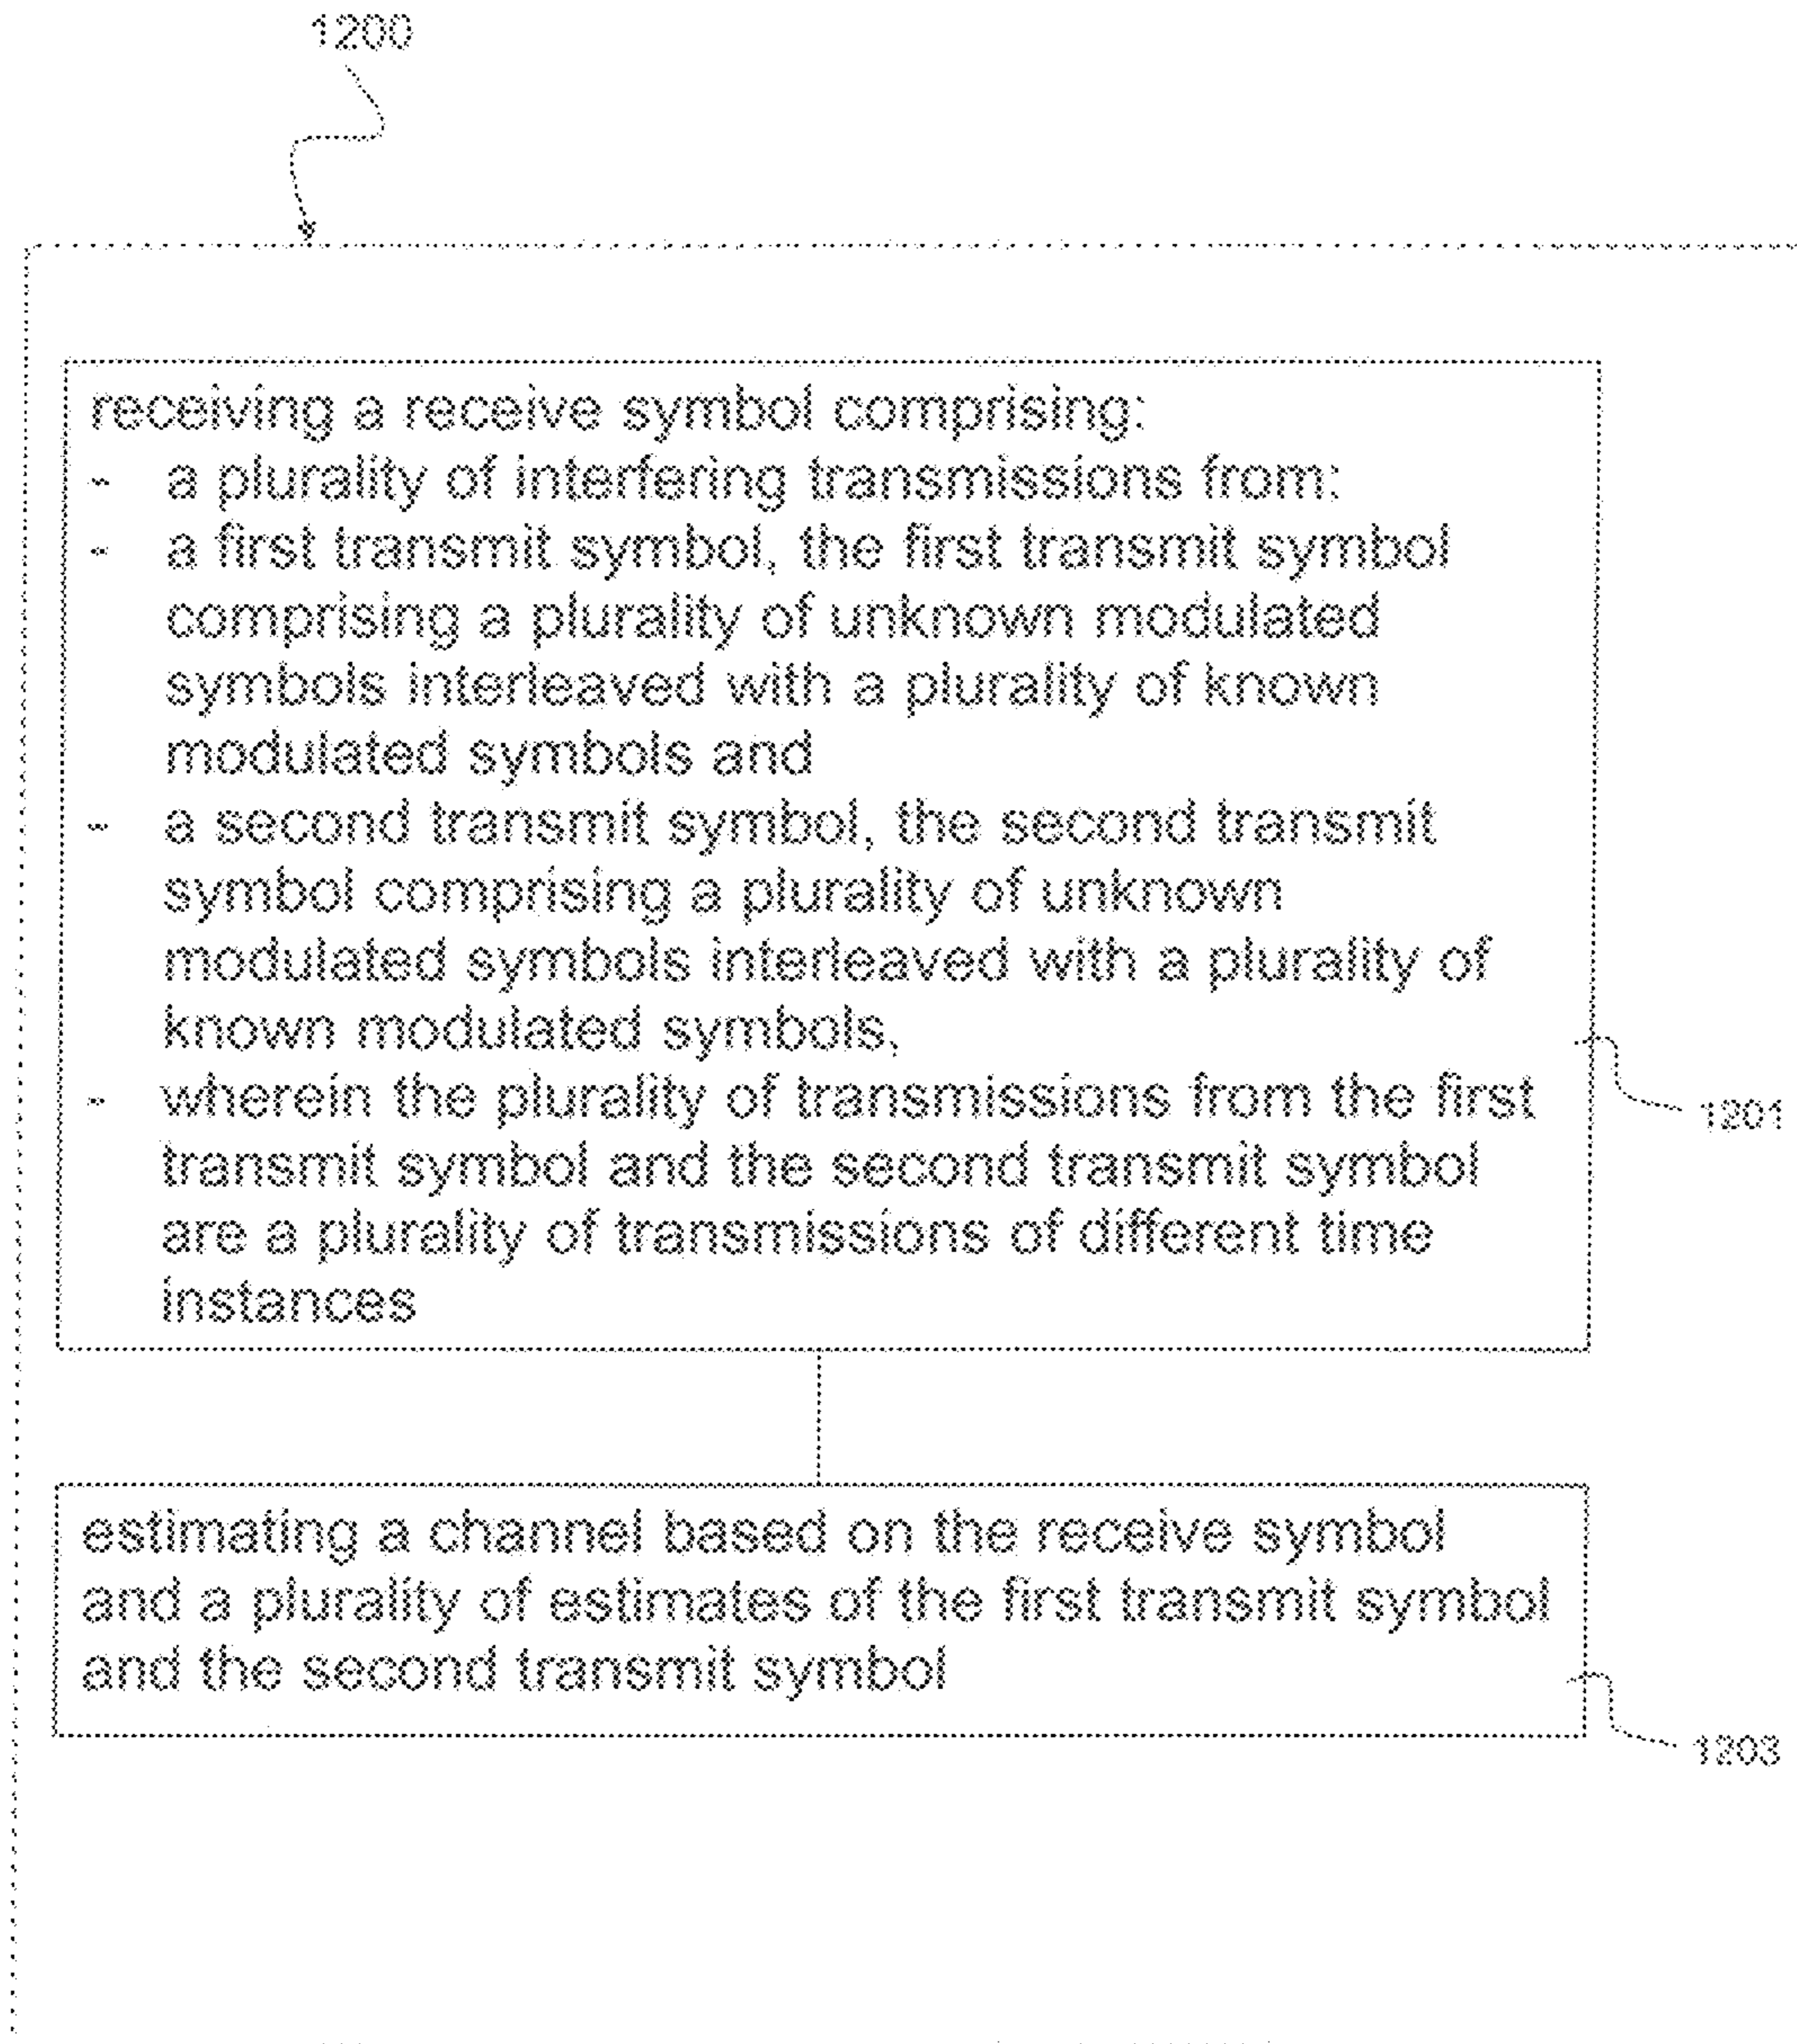 1200
receiving a receive symbol comprising:
- a plurality of interfering transmissions from:
- a first transmit symbol, the first transmit symbol
comprising a plurality of unknown modulated
symbols interleaved with a plurality of known
modulated symbols and
- a second transmit symbol, the second transmit
symbol comprising a plurality of unknown
modulated symbols interleaved with a plurality of
known modulated symbols,
- wherein the plurality of transmissions from the first
transmit symbol and the second transmit symbol
are a plurality of transmissions of different time
instances
1201
estimating a channel based on the receive symbol
and a plurality of estimates of the first transmit symbol
and the second transmit symbol
1203